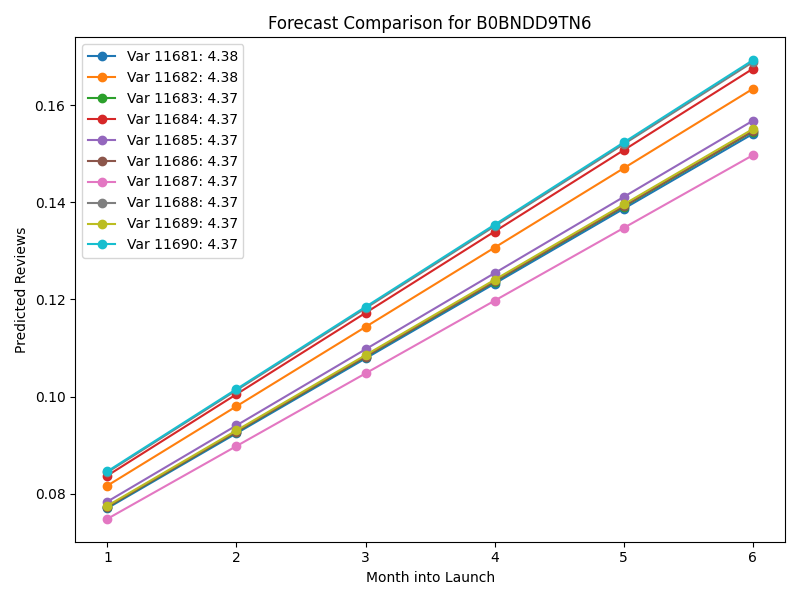 Forecast Comparison for B0BNDD9TN6
Var 11681: 4.38
Var 11682: 4.38
Var 11683: 4.37
Var 11684: 4.37
Var 11685: 4.37
Var 11686: 4.37
Var 11687: 4.37
Var 11688: 4.37
Var 11689: 4.37
Var 11690: 4.37
Predicted Reviews
0.16
0.14
0.12
0.10
0.08
1 2 3 4 5 6
Month into Launch